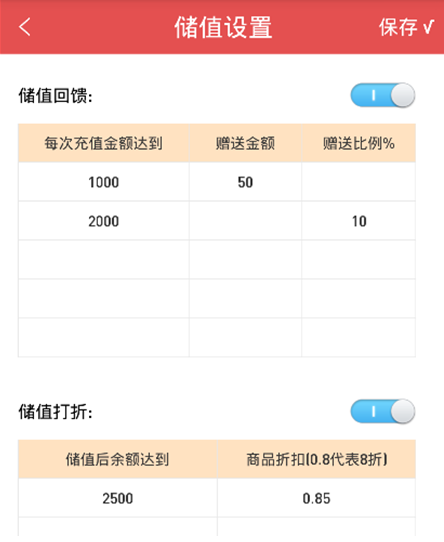 储值设置 保存 √
储值回馈:
每次充值金额达到 赠送金额 赠送比例%
1000 50
2000 10
储值打折:
储值后余额达到 商品折扣(0.8代表8折)
2500 0.85